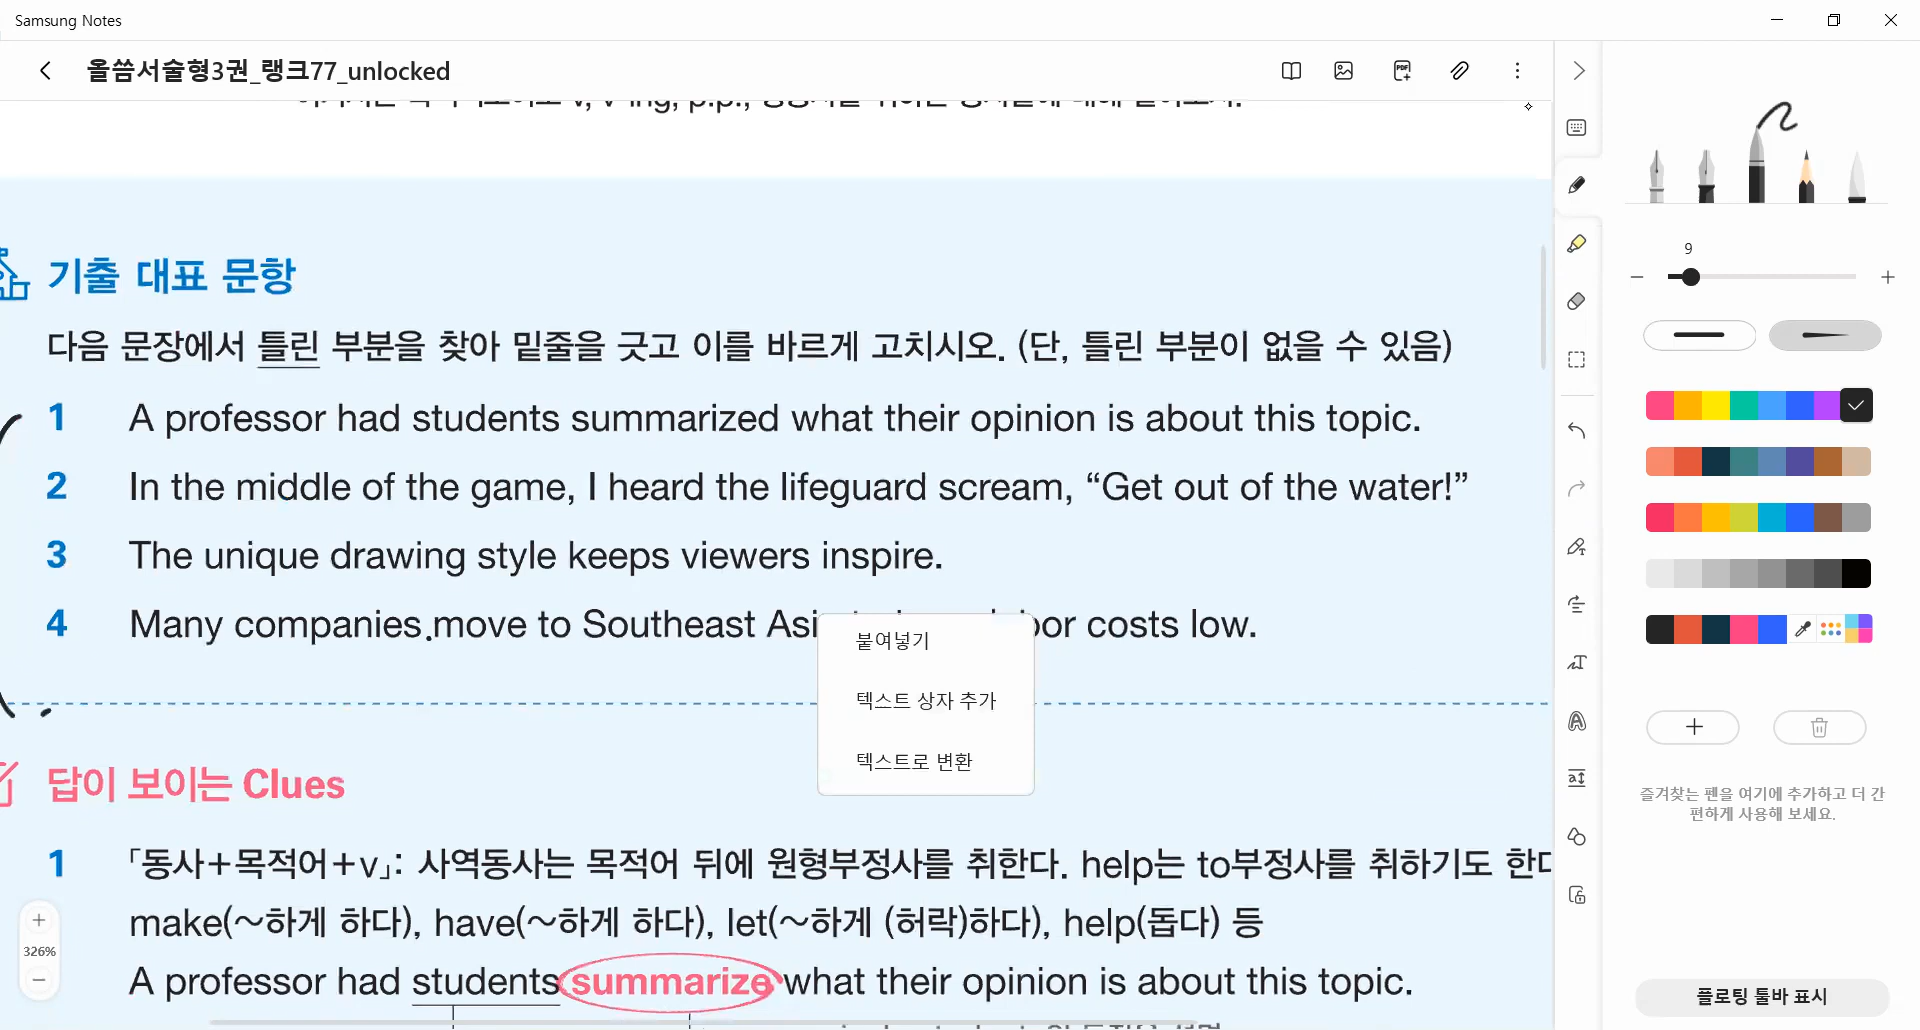 Samsung Notes
올씀서술형3권_랭크77_unlocked
기출 대표 문항
다음 문장에서 틀린 부분을 찾아 밑줄을 긋고 이를 바르게 고치시오. (단, 틀린 부분이 없을 수 있음)
1 A professor had students summarized what their opinion is about this topic.
2 In the middle of the game, I heard the lifeguard scream, “Get out of the water!”
3 The unique drawing style keeps viewers inspire.
4 Many companies move to Southeast Asi costs low.
붙여넣기
텍스트 상자 추가
텍스트로 변환
답이 보이는 Clues
1 「동사+목적어+v」: 사역동사는 목적어 뒤에 원형부정사를 취한다. help는 to부정사를 취하기도 한다
make(~하게 하다), have(~하게 하다), let(~하게 (허락)하다), help(돕다) 등
A professor had students summarize what their opinion is about this topic.
326%
9
즐겨찾는 펜을 여기에 추가하고 더 간
편하게 사용해 보세요.
플로팅 툴바 표시
PDF